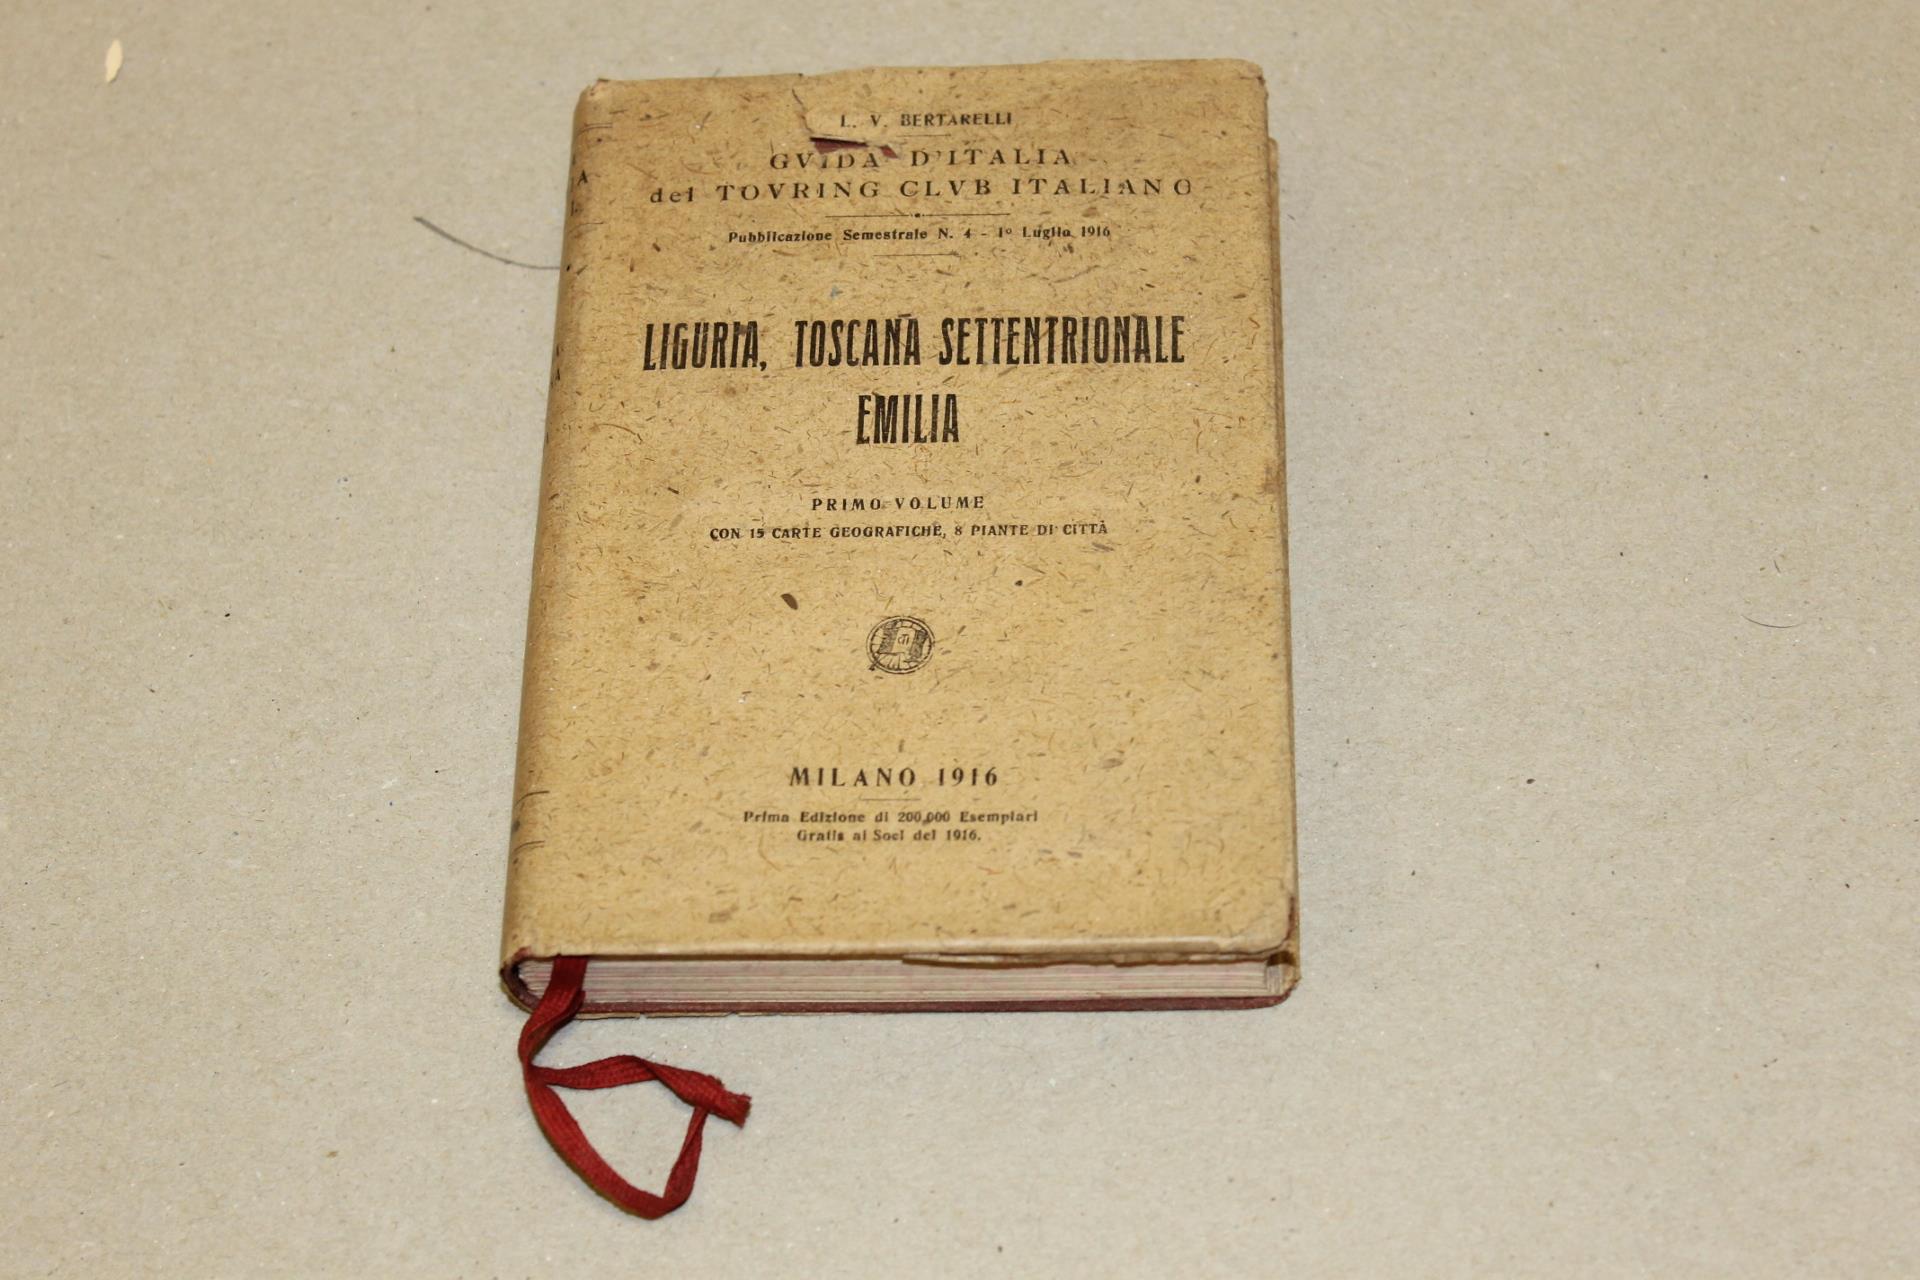 L. V. BERTARELLI
GVIDA D'ITALIA
del TOVRING CLVB ITALIANO
Pubblicazione Semestrale N. 4 - 1º Luglio 1916
LIGURIA, TOSCANA SETTENTRIONALE
EMILIA
PRIMO VOLUME
CON 15 CARTE GEOGRAFICHE, 8 PIANTE DI CITTÀ
MILANO 1916
Prima Edizione di 200,000 Esemplari
Gratis ai Soci del 1916.